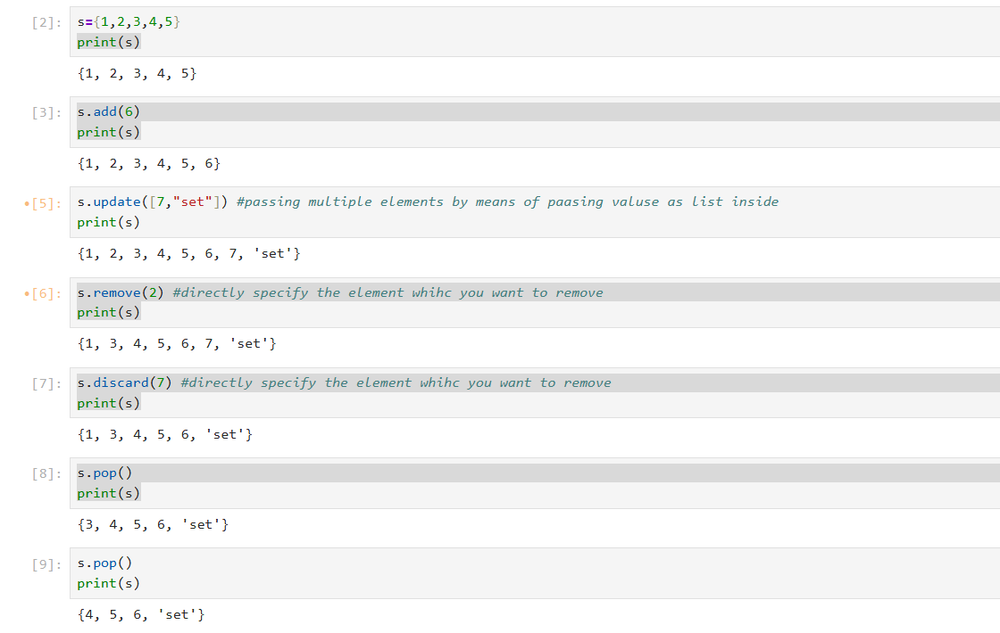 [2]:
s={1,2,3,4,5}
print(s)
{1, 2, 3, 4, 5}
[3]:
s.add(6)
print(s)
{1, 2, 3, 4, 5, 6}
•[5]:
s.update([7,"set"]) #passing multiple elements by means of paasing valuse as list inside
print(s)
{1, 2, 3, 4, 5, 6, 7, 'set'}
•[6]:
s.remove(2) #directly specify the element whihc you want to remove
print(s)
{1, 3, 4, 5, 6, 7, 'set'}
[7]:
s.discard(7) #directly specify the element whihc you want to remove
print(s)
{1, 3, 4, 5, 6, 'set'}
[8]:
s.pop()
print(s)
{3, 4, 5, 6, 'set'}
[9]:
s.pop()
print(s)
{4, 5, 6, 'set'}